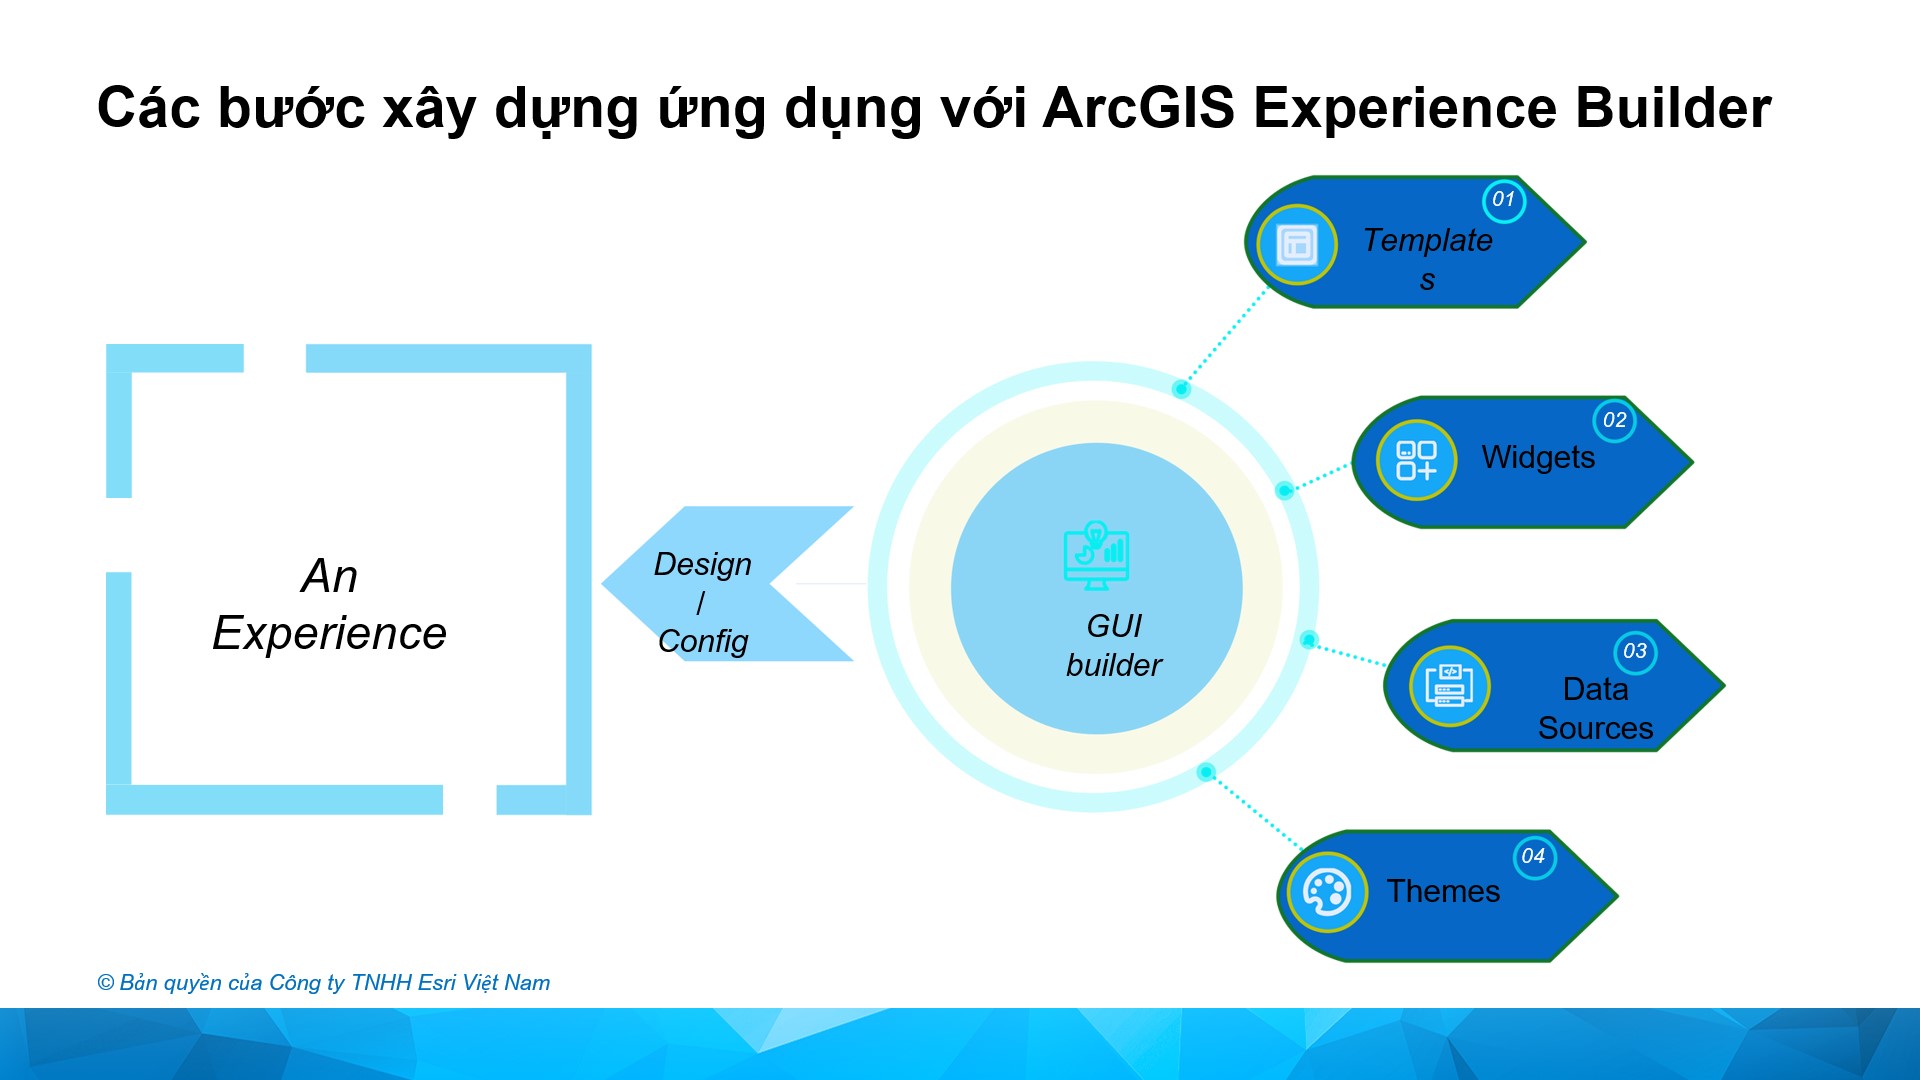 Các bước xây dựng ứng dụng với ArcGIS Experience Builder
01
Template
s
02
Widgets
An
Experience
Design
/
Config
GUI
builder
03
Data
Sources
04
Themes
© Bản quyền của Công ty TNHH Esri Việt Nam